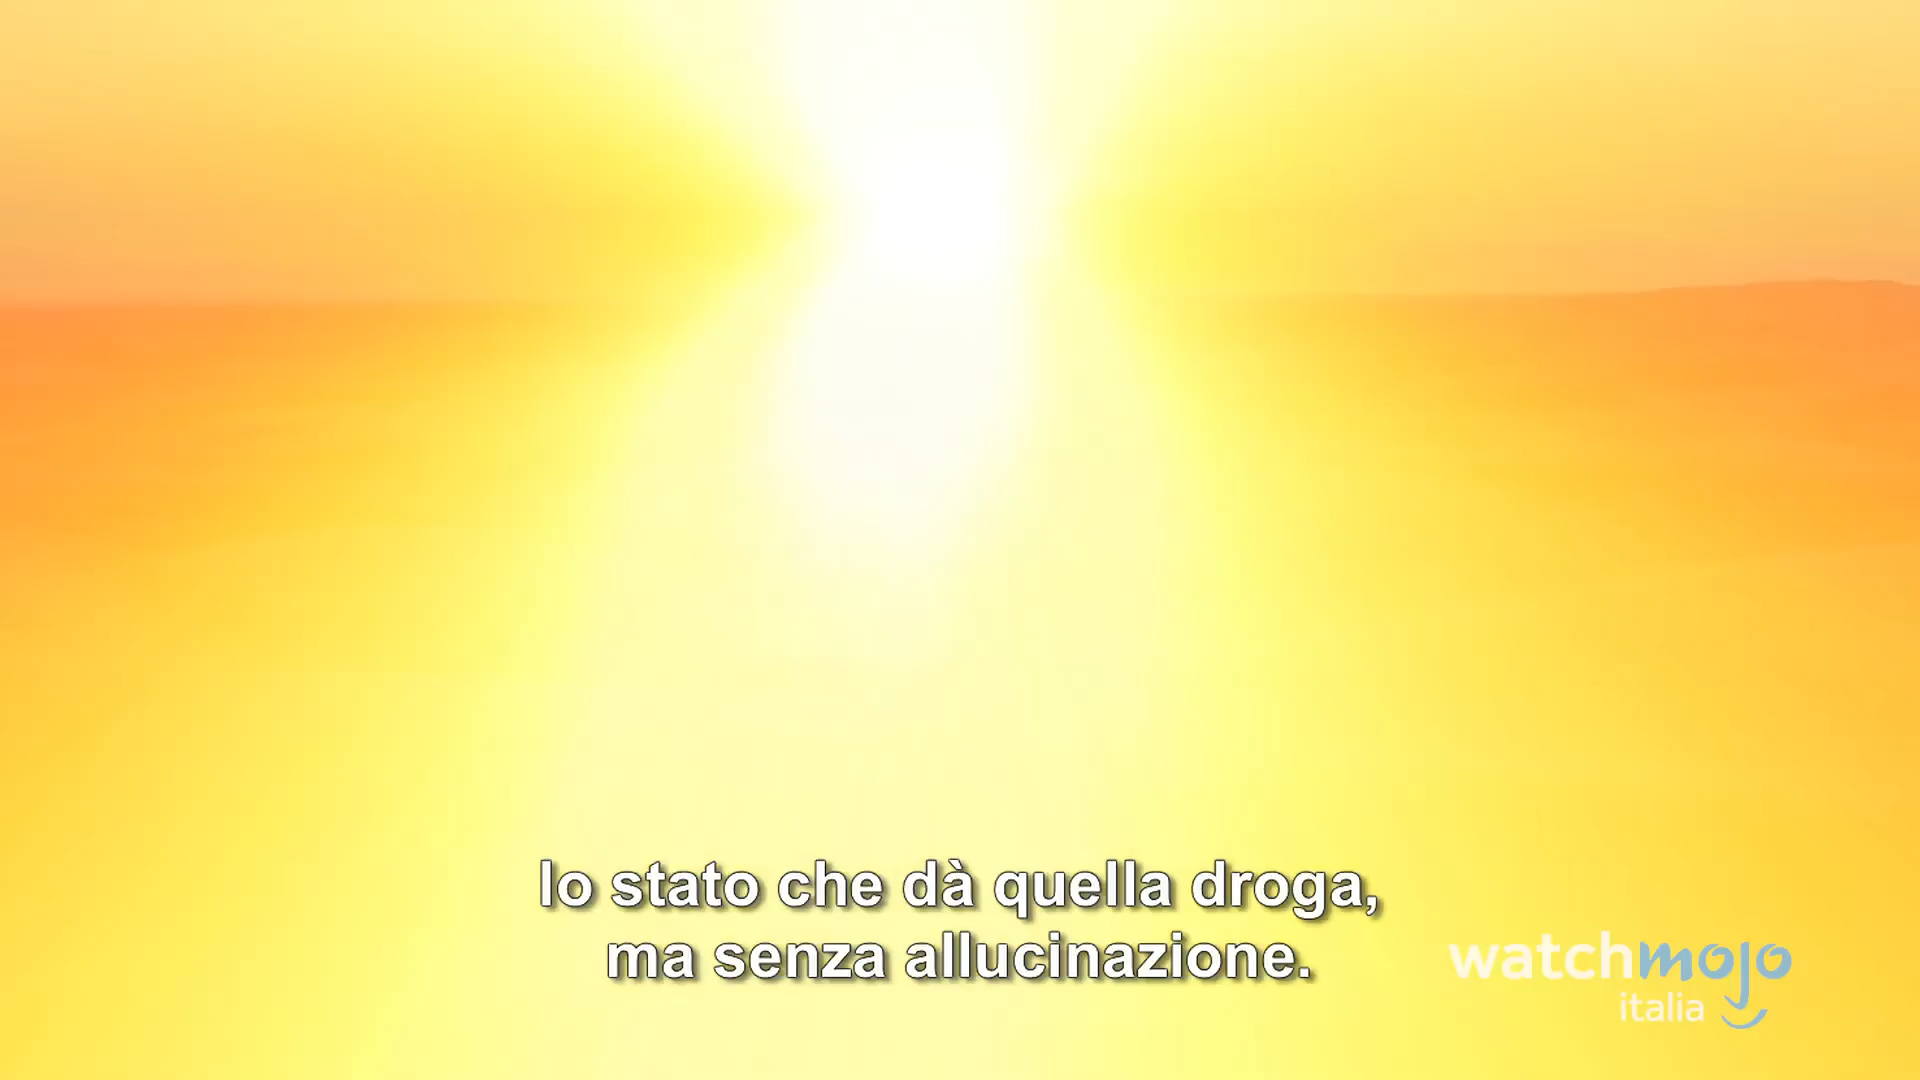 lo stato che dà quella droga,
ma senza allucinazione.
watchmojo
italia